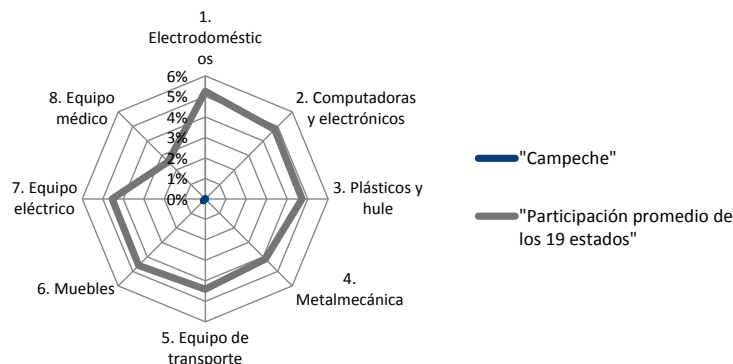 1.
Electrodoméstic
os
6%
5%
4%
3%
2%
1%
0%
2. Computadoras
y electrónicos
3. Plásticos y
hule
4.
Metalmecánica
5. Equipo de
transporte
6. Muebles
7. Equipo
eléctrico
8. Equipo
médico
"Campeche"
"Participación promedio de
los 19 estados"